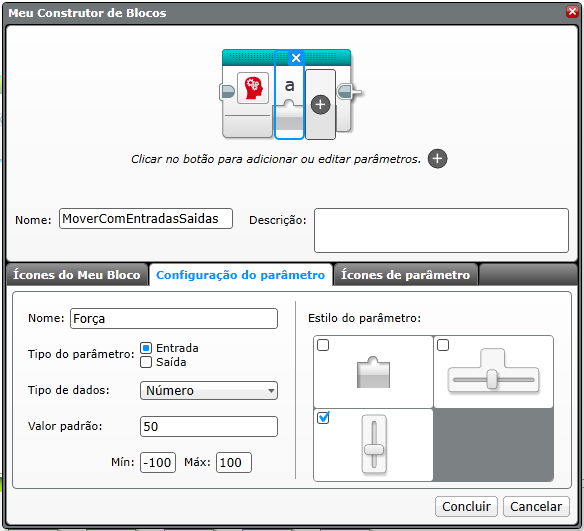 Meu Construtor de Blocos
a
Clicar no botão para adicionar ou editar parâmetros.
Nome: MoverComEntradasSaidas Descrição:
Ícones do Meu Bloco Configuração do parâmetro Ícones de parâmetro
Nome: Força
Tipo do parâmetro: Entrada
Saída
Tipo de dados: Número
Valor padrão: 50
Mín: -100 Máx: 100
Estilo do parâmetro:
Concluir Cancelar